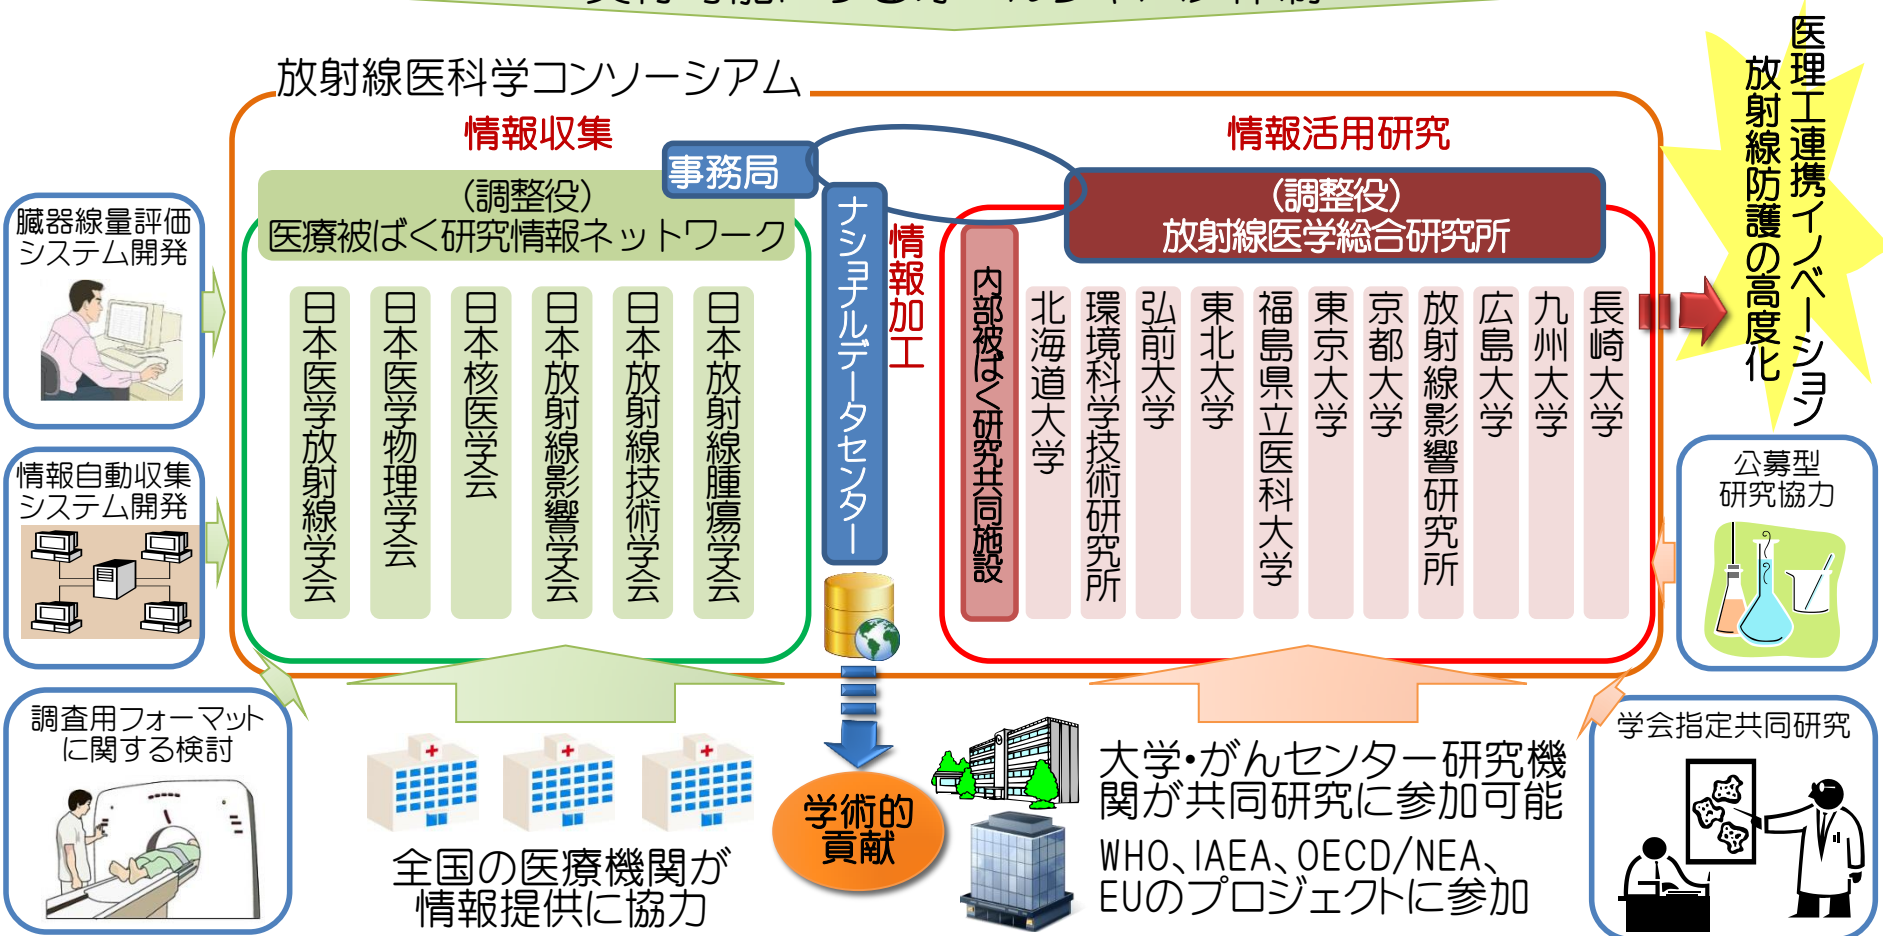 放射線医科学コンソーシアム
情報収集
事務局
(調整役)
医療被ばく研究情報ネットワーク
日本医学放射線学会
日本医学物理学会
日本核医学会
日本放射線影響学会
日本放射線技術学会
日本放射線腫瘍学会
ナショナルデータセンター
情報加工
情報活用研究
(調整役)
放射線医学総合研究所
内部被ばく研究共同施設
北海道大学
環境科学技術研究所
弘前大学
東北大学
福島県立医科大学
東京大学
京都大学
放射線影響研究所
広島大学
九州大学
長崎大学
医理工連携イノベーション
放射線防護の高度化
臓器線量評価
システム開発
情報自動収集
システム開発
調査用フォーマット
に関する検討
全国の医療機関が
情報提供に協力
学術的
貢献
大学・がんセンター研究機
関が共同研究に参加可能
WHO、IAEA、OECD/NEA、
EUのプロジェクトに参加
公募型
研究協力
学会指定共同研究